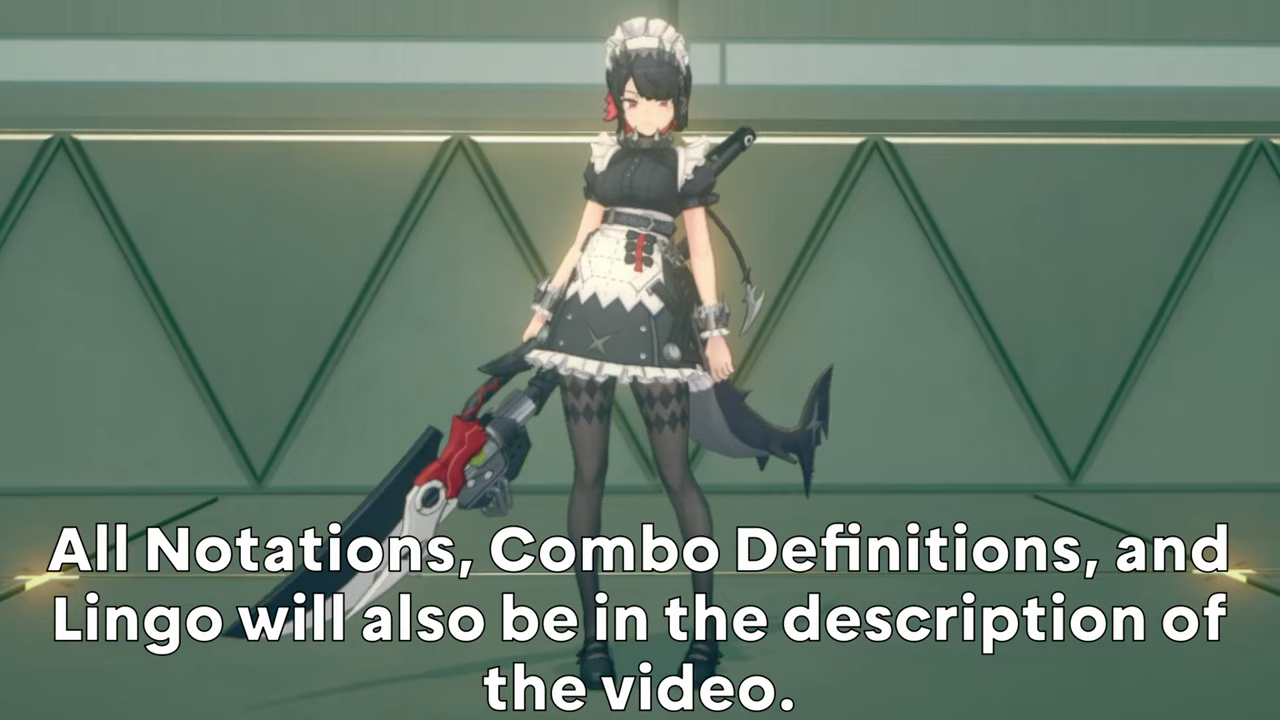 All Notations, Combo Definitions, and
Lingo will also be in the description of
the video.